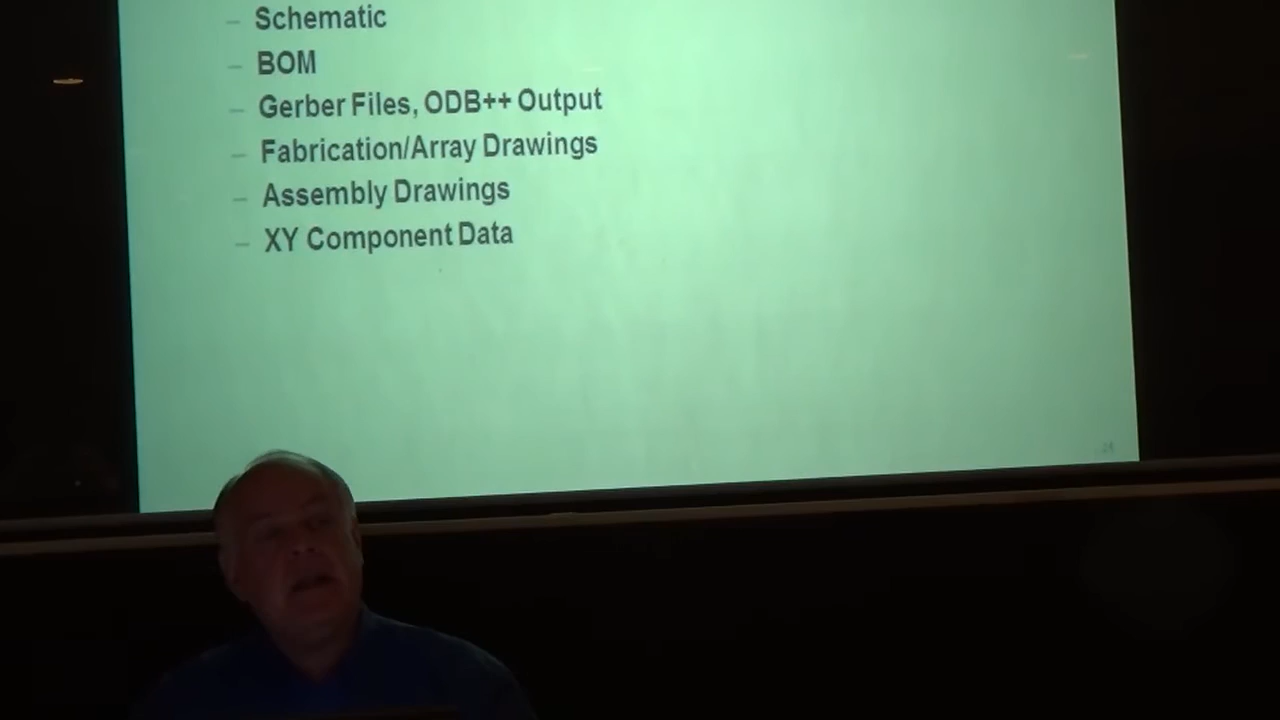 – Schematic
– BOM
– Gerber Files, ODB++ Output
– Fabrication/Array Drawings
– Assembly Drawings
– XY Component Data